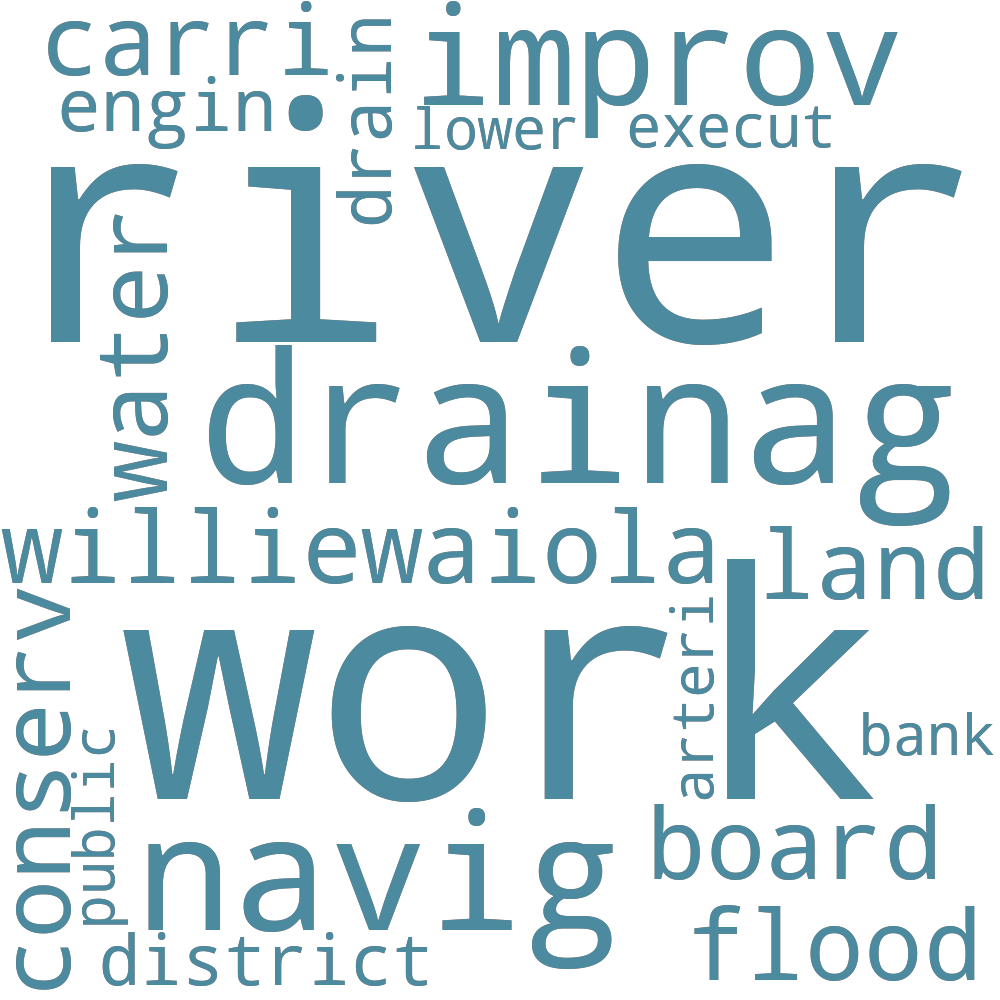 carri
improv
engin
drain
lower
execut
river
water
drainag
williewaiola
land
work
conserv
arteri
bank
public
navig
board
district
flood